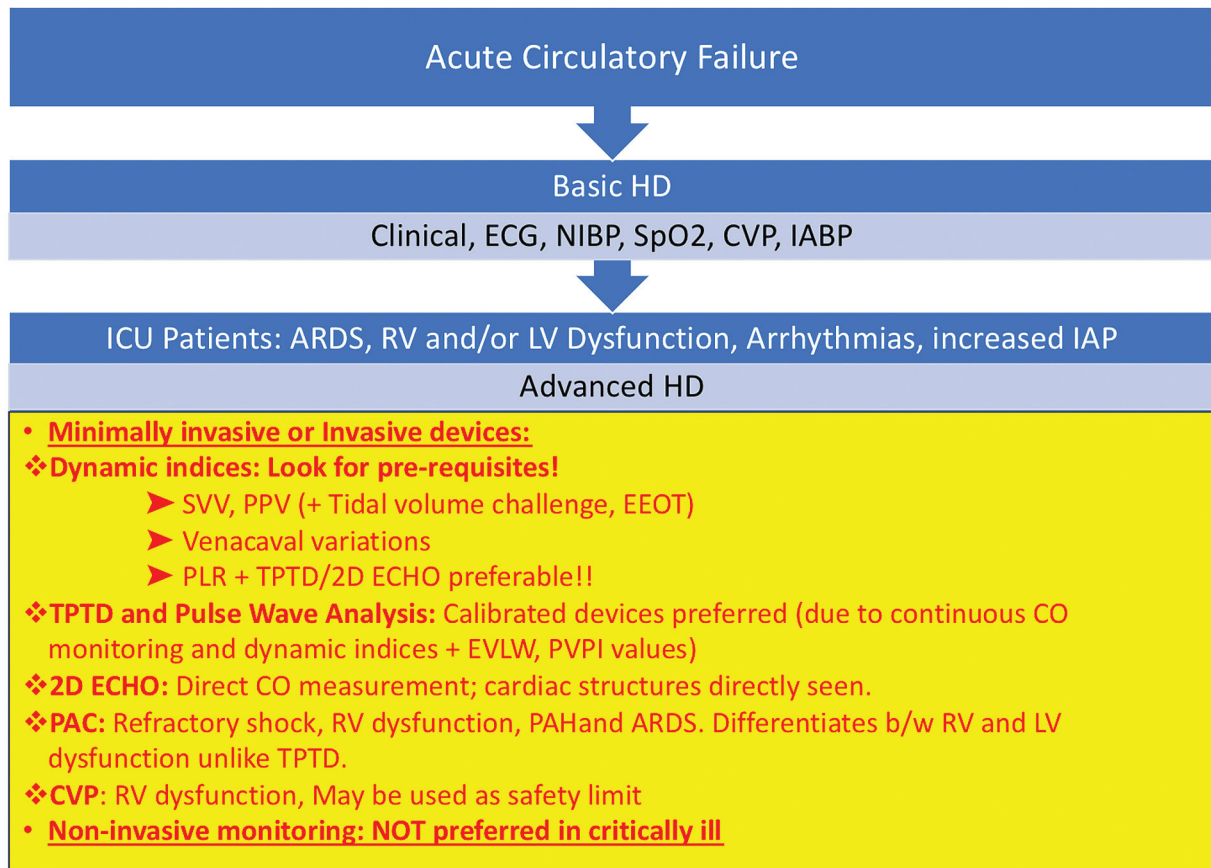 Acute Circulatory Failure
Basic HD
Clinical, ECG, NIBP, SpO2, CVP, IABP
ICU Patients: ARDS, RV and/or LV Dysfunction, Arrhythmias, increased IAP
Advanced HD
• Minimally invasive or Invasive devices:
❖Dynamic indices: Look for pre-requisites!
➤ SVV, PPV (+ Tidal volume challenge, EEOT)
➤ Venacaval variations
➤ PLR + TPTD/2D ECHO preferable!!
❖TPTD and Pulse Wave Analysis: Calibrated devices preferred (due to continuous CO
monitoring and dynamic indices + EVLW, PVPI values)
❖2D ECHO: Direct CO measurement; cardiac structures directly seen.
❖PAC: Refractory shock, RV dysfunction, PAHand ARDS. Differentiates b/w RV and LV
dysfunction unlike TPTD.
❖CVP: RV dysfunction, May be used as safety limit
• Non-invasive monitoring: NOT preferred in critically ill